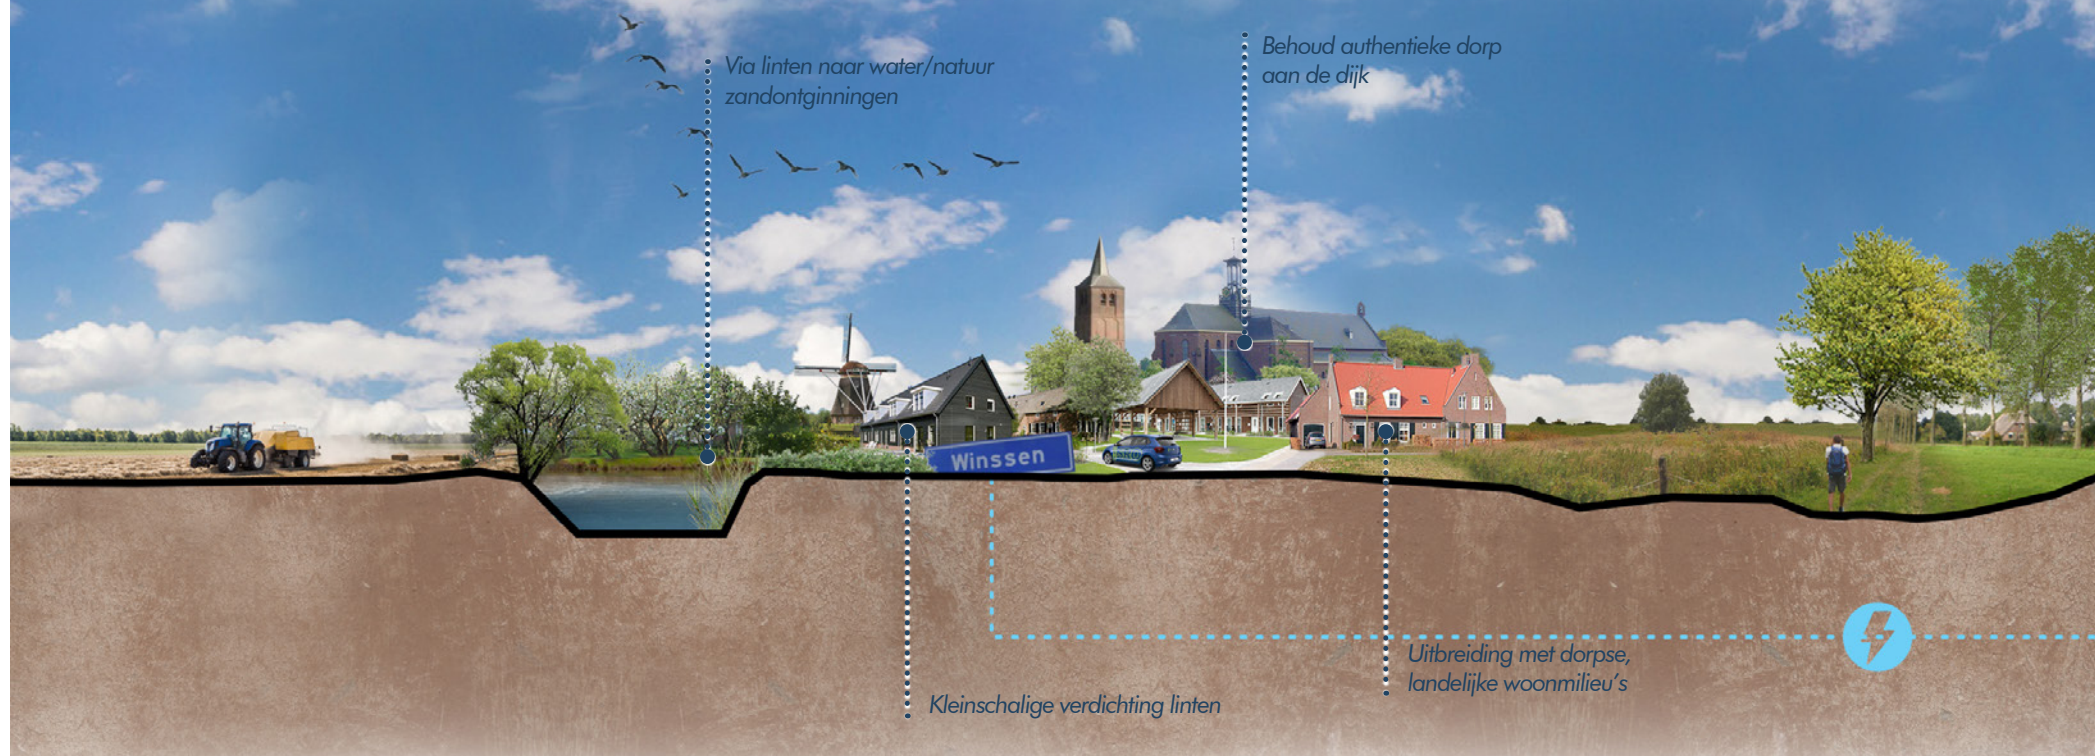 Via linten naar water/natuur
zandontginningen
Behoud authentieke dorp
aan de dijk
Winssen
Uitbreiding met dorpse,
landelijke woonmilieu's
Kleinschalige verdichting linten